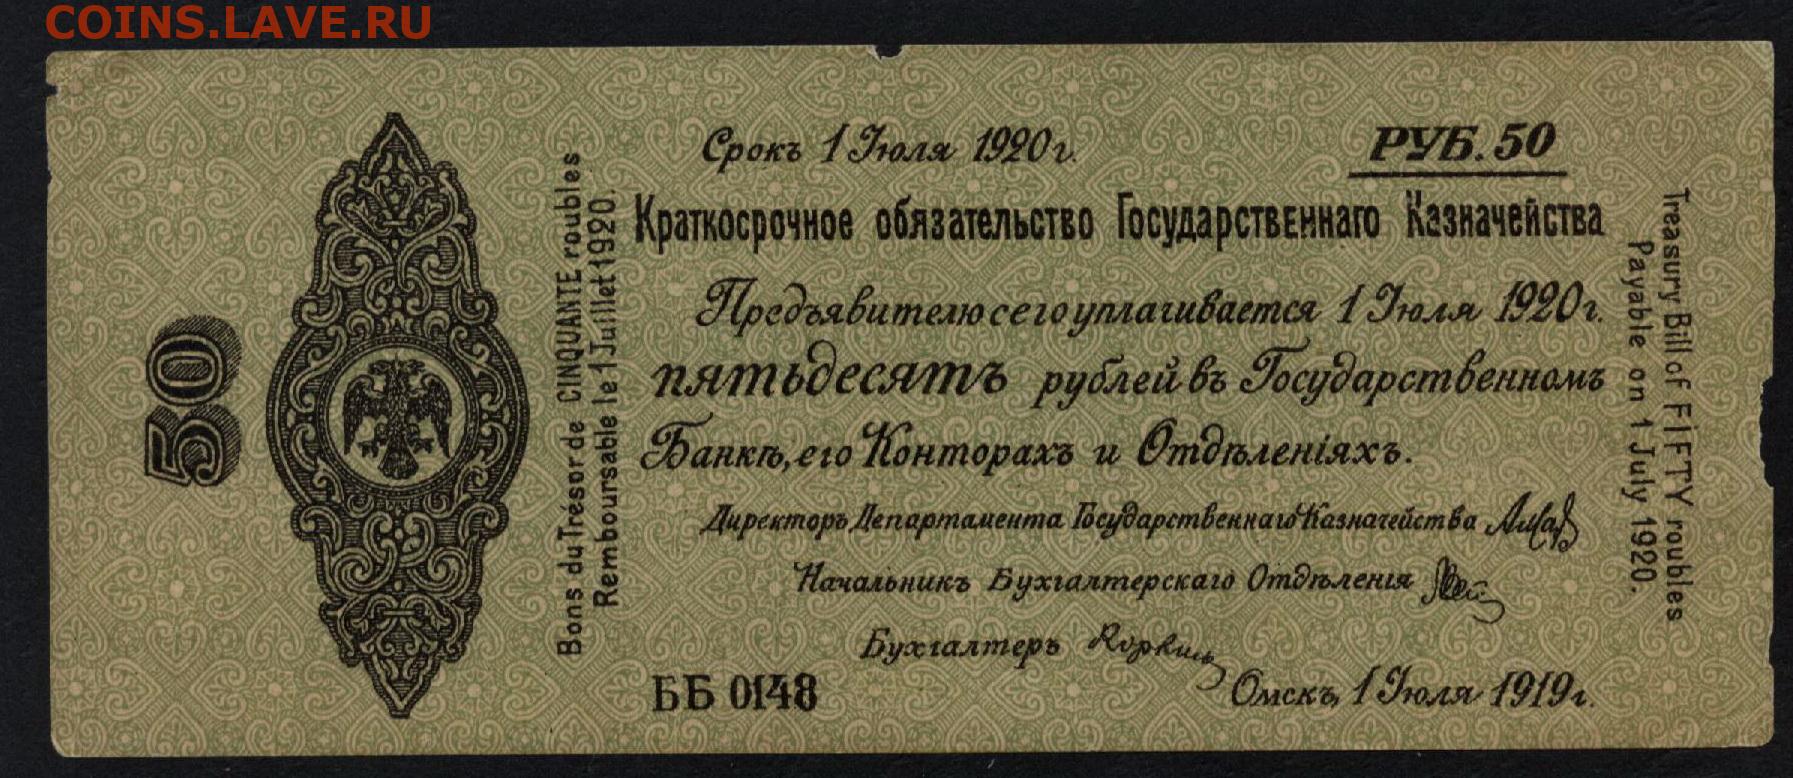 COINS.LAVE.RU
50
Bons du Trésor de CINQUANTE roubles
Remboursable le 1 Juillet 1920.
Срокъ 1 Іюля 1920 г.
РУБ. 50
Краткосрочное обязательство Государственнаго Казначейства
Предъявителю сего уплачивается 1 Іюля 1920 г.
пятьдесятъ рублей въ Государственномъ
Банкѣ, его Конторахъ и Отдѣленіяхъ.
Директоръ Департамента Государственнаго Казначейства
Начальникъ Бухгалтерскаго Отдѣленія
Бухгалтеръ
ББ 0148
Омскъ, 1 Іюля 1919 г.
Treasury Bill of FIFTY roubles
Payable on 1 July 1920.